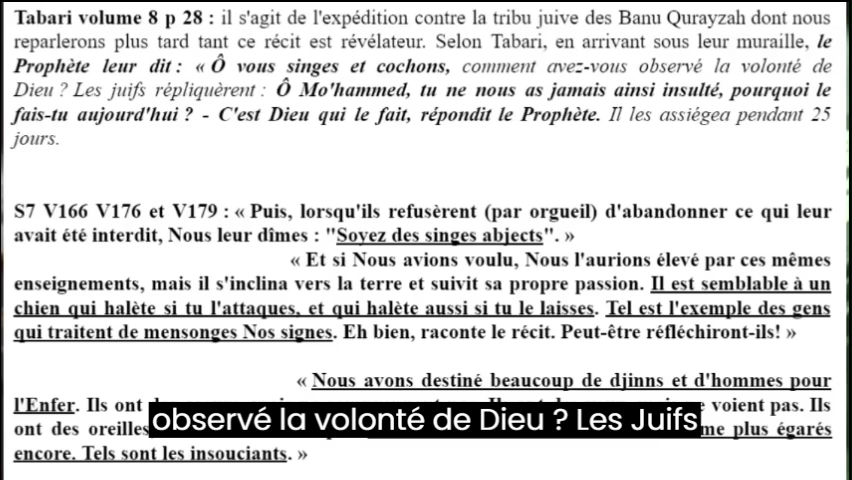 Tabari volume 8 p 28 : il s'agit de l'expédition contre la tribu juive des Banu Qurayzah dont nous
reparlerons plus tard tant ce récit est révélateur. Selon Tabari, en arrivant sous leur muraille, le
Prophète leur dit : « Ô vous singes et cochons, comment avez-vous observé la volonté de
Dieu ? Les juifs répliquèrent : Ô Mo'hammed, tu ne nous as jamais ainsi insulté, pourquoi le
fais-tu aujourd'hui ? - C'est Dieu qui le fait, répondit le Prophète. Il les assiégea pendant 25
jours.
S7 V166 V176 et V179 : « Puis, lorsqu'ils refusèrent (par orgueil) d'abandonner ce qui leur
avait été interdit, Nous leur dîmes : "Soyez des singes abjects". »
« Et si Nous avions voulu, Nous l'aurions élevé par ces mêmes
enseignements, mais il s'inclina vers la terre et suivit sa propre passion. Il est semblable à un
chien qui halète si tu l'attaques, et qui halète aussi si tu le laisses. Tel est l'exemple des gens
qui traitent de mensonges Nos signes. Eh bien, raconte le récit. Peut-être réfléchiront-ils! »
« Nous avons destiné beaucoup de djinns et d'hommes pour
l'Enfer. Ils ont voient pas. Ils
ont des oreilles me plus égarés
observé la volonté de Dieu ? Les Juifs
encore. Tels sont les insouciants. »